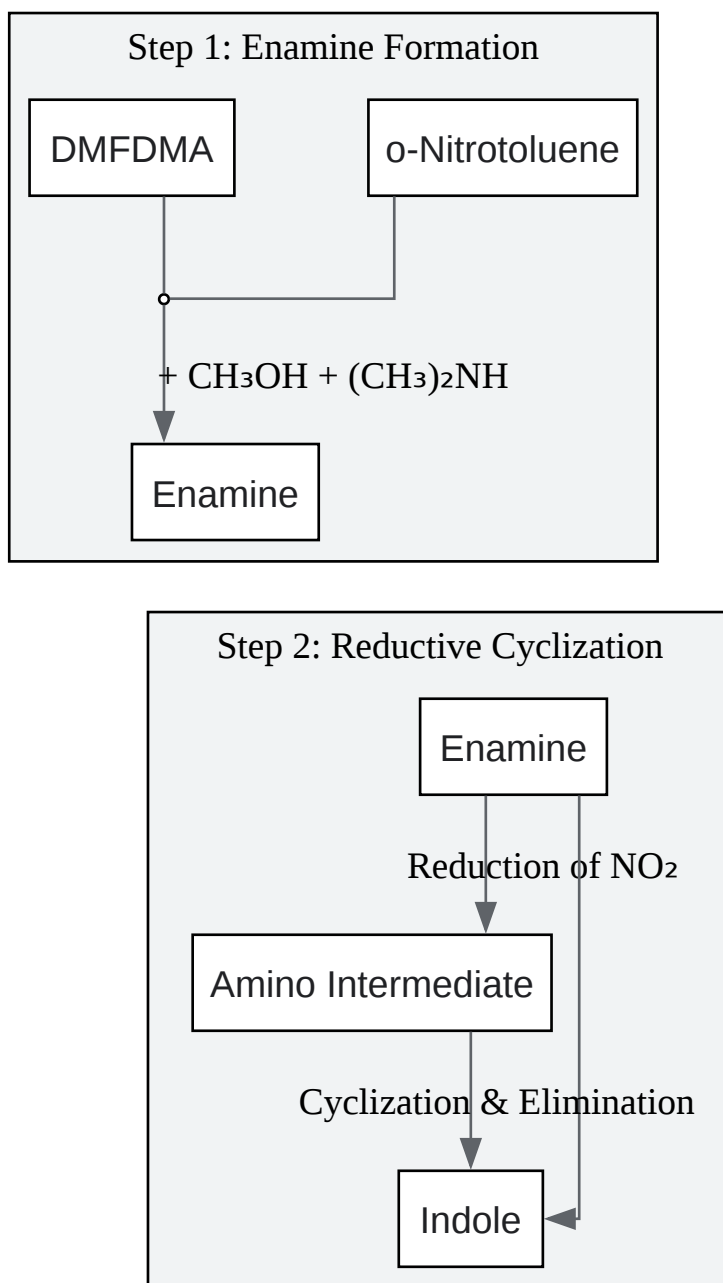 Step 1: Enamine Formation
DMFDMA
o-Nitrotoluene
+ CH₃OH + (CH₃)₂NH
Enamine
Step 2: Reductive Cyclization
Enamine
Reduction of NO₂
Amino Intermediate
Cyclization & Elimination
Indole